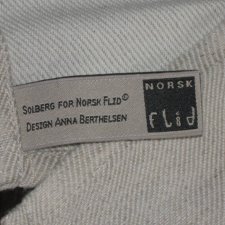 SOLBERG FOR NORSK FLID©
DESIGN ANNA BERTHELSEN
NORSK
FLID